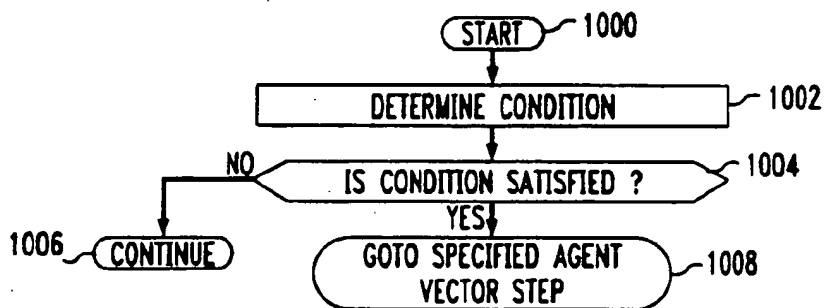 START 1000
DETERMINE CONDITION 1002
IS CONDITION SATISFIED ? 1004
NO
YES
1006 CONTINUE
GOTO SPECIFIED AGENT
VECTOR STEP
1008